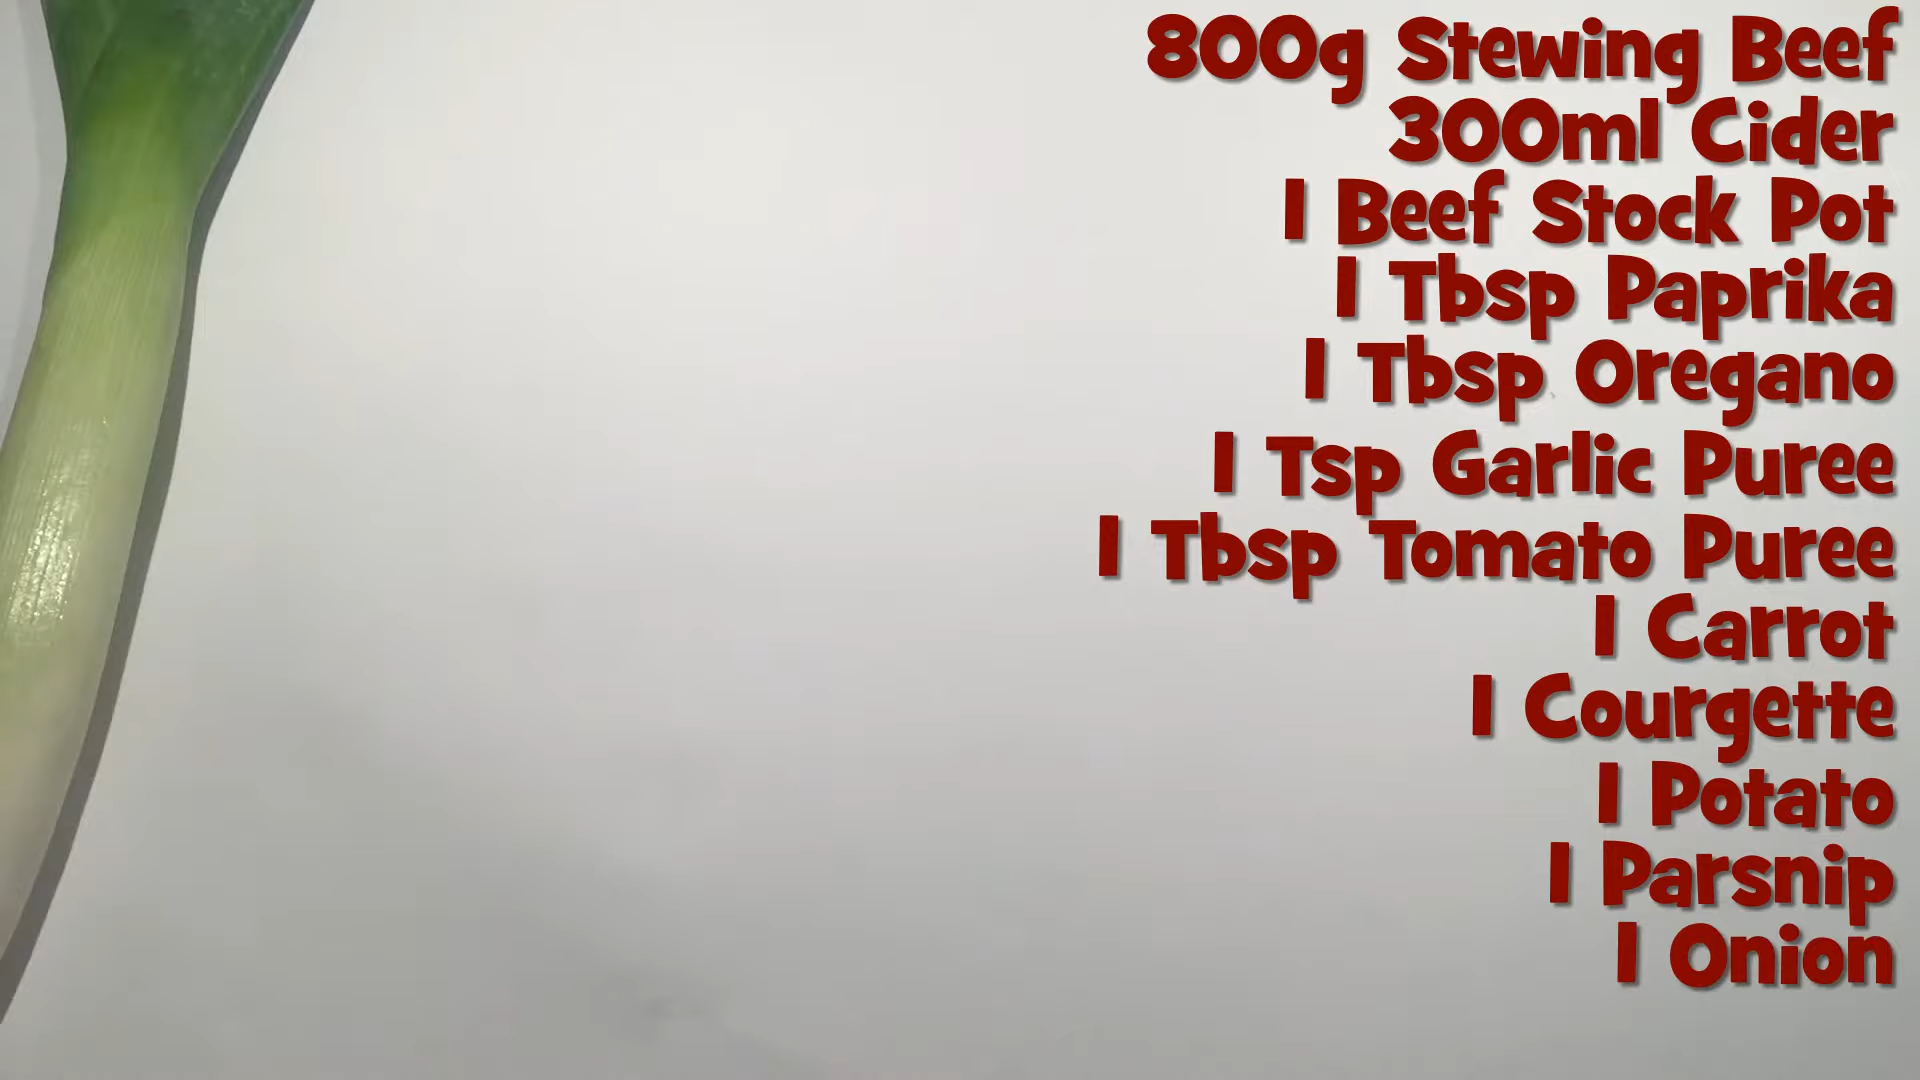 800g Stewing Beef
300ml Cider
1 Beef Stock Pot
1 Tbsp Paprika
1 Tbsp Oregano
1 Tsp Garlic Puree
1 Tbsp Tomato Puree
1 Carrot
1 Courgette
1 Potato
1 Parsnip
1 Onion